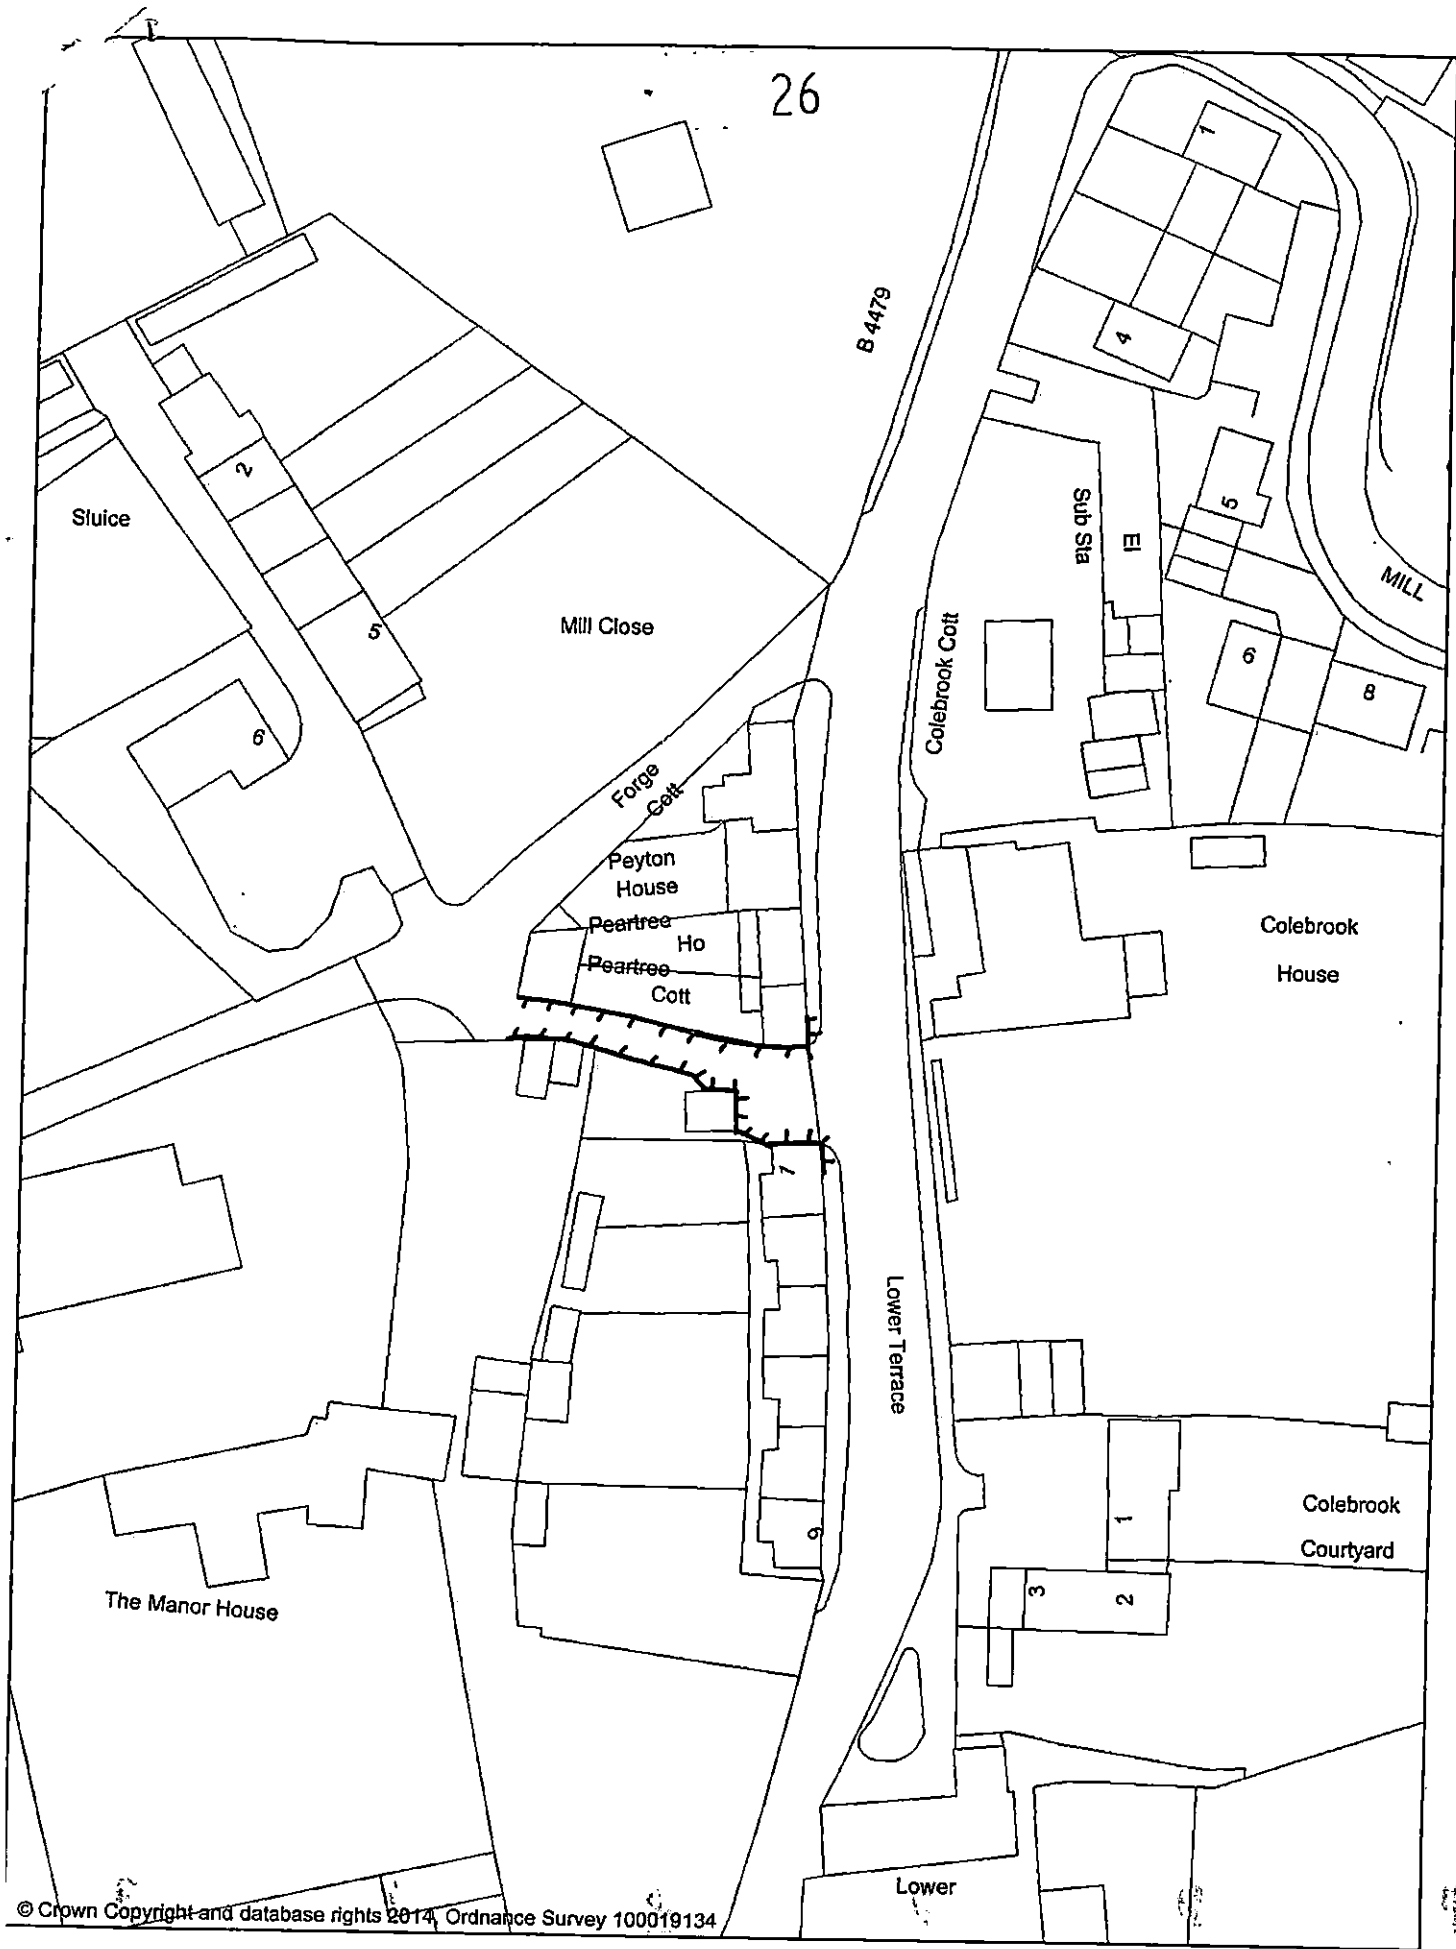 26
1
B 4479
4
2
Sluice
5
Sub Sta
El
MILL
Mill Close
5
Colebrook Cott
6
8
6
Forge
Cott
Peyton
House
Peartree
Ho
Peartree
Cott
Colebrook
House
1
Lower Terrace
9
1
Colebrook
Courtyard
3
2
The Manor House
Lower
© Crown Copyright and database rights 2014 Ordnance Survey 100019134